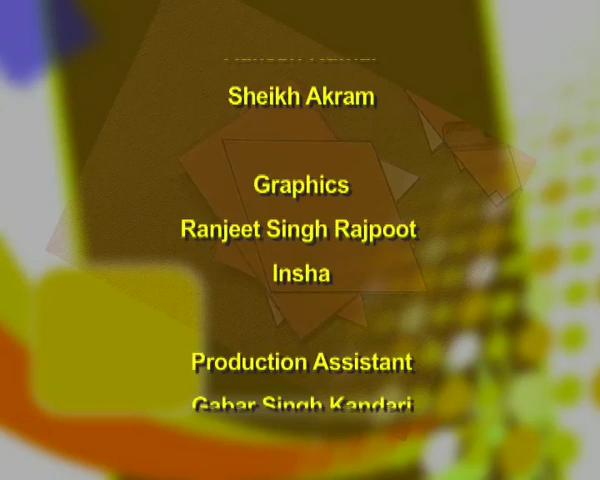 Sheikh Akram
Graphics
Ranjeet Singh Rajpoot
Insha
Production Assistant
Gabar Singh Kandari